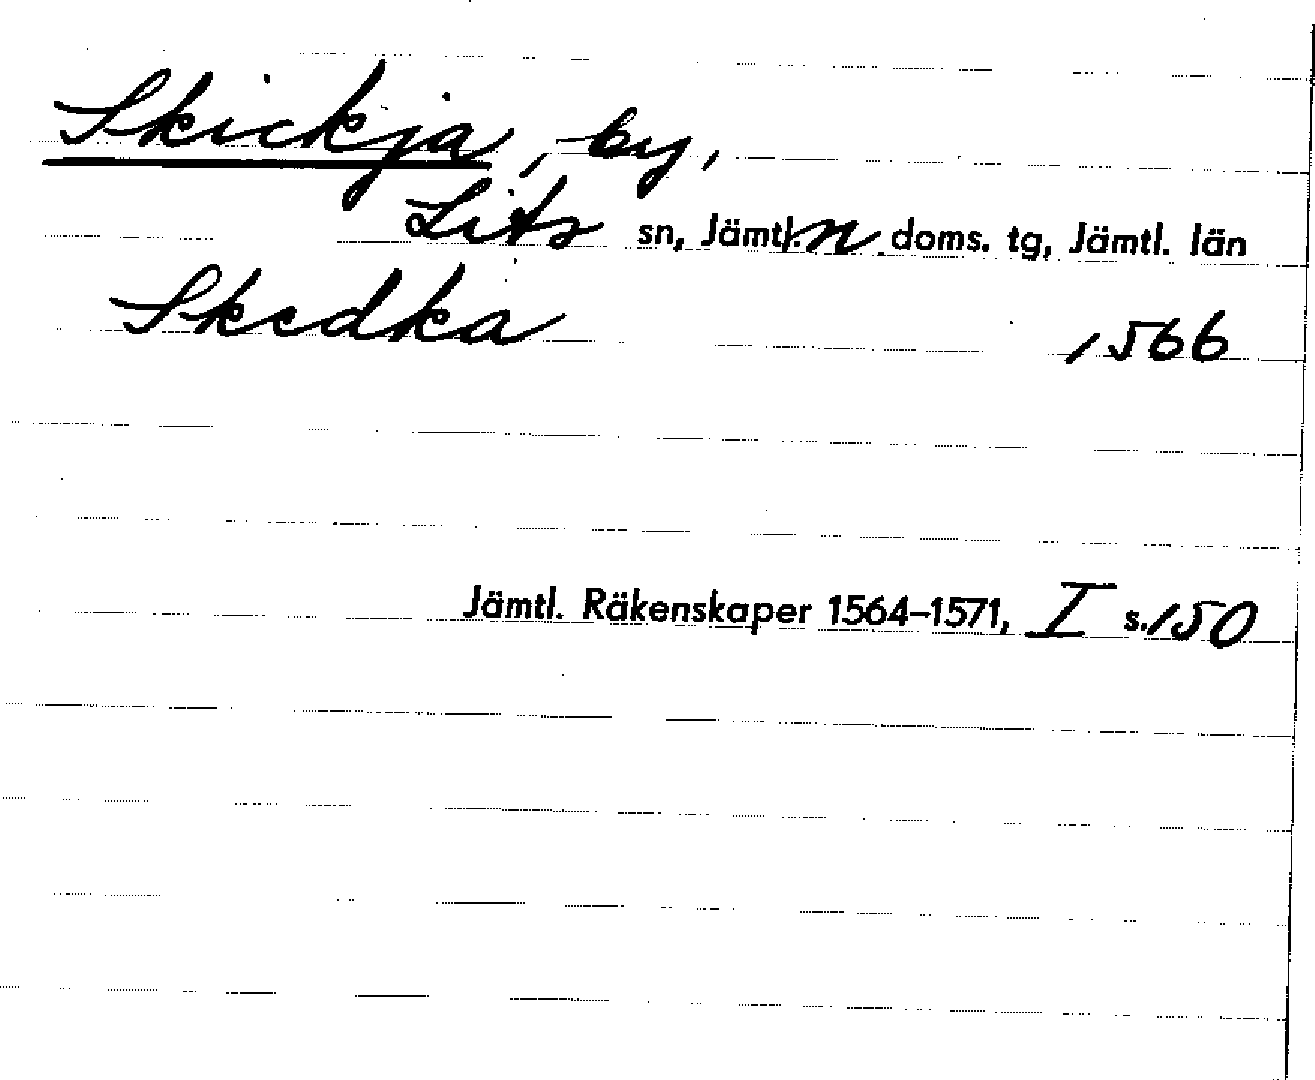 Skickja, by,
Lits sn, Jämtl. n. doms. tg, Jämtl. län
Skedka 1566
Jämtl. Räkenskaper 1564–1571, I s. 150